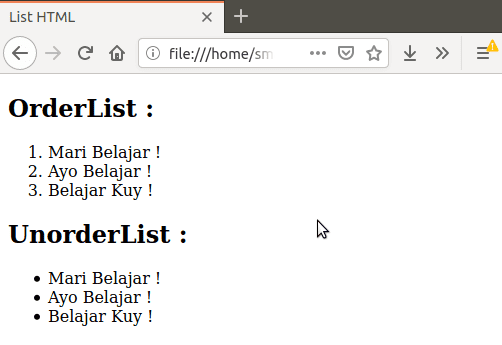 List HTML
file:///home/sm
OrderList :
1. Mari Belajar !
2. Ayo Belajar !
3. Belajar Kuy !
UnorderList :
• Mari Belajar !
• Ayo Belajar !
• Belajar Kuy !